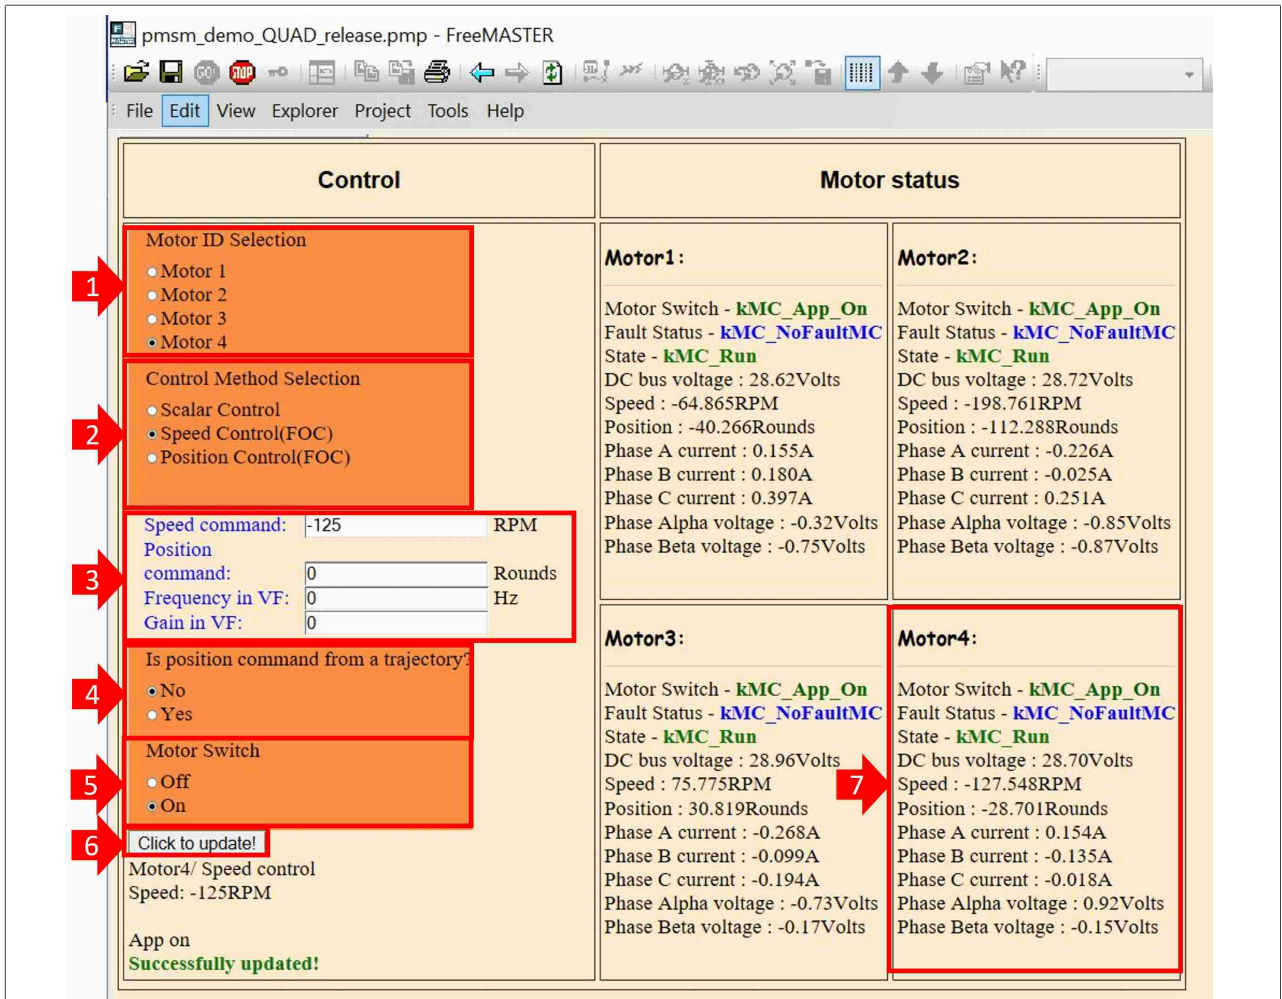 pmsm_demo_QUAD_release.pmp - FreeMASTER
GO! STOP
File Edit View Explorer Project Tools Help
Control
Motor status
1
Motor ID Selection
Motor 1
Motor 2
Motor 3
Motor 4
2
Control Method Selection
Scalar Control
Speed Control(FOC)
Position Control(FOC)
3
Speed command: -125 RPM
Position
command: 0 Rounds
Frequency in VF: 0 Hz
Gain in VF: 0
4
Is position command from a trajectory?
No
Yes
5
Motor Switch
Off
On
6
Click to update!
Motor4/ Speed control
Speed: -125RPM
App on
Successfully updated!
Motor1:
Motor Switch - kMC_App_On
Fault Status - kMC_NoFaultMC
State - kMC_Run
DC bus voltage : 28.62Volts
Speed : -64.865RPM
Position : -40.266Rounds
Phase A current : 0.155A
Phase B current : 0.180A
Phase C current : 0.397A
Phase Alpha voltage : -0.32Volts
Phase Beta voltage : -0.75Volts
Motor2:
Motor Switch - kMC_App_On
Fault Status - kMC_NoFaultMC
State - kMC_Run
DC bus voltage : 28.72Volts
Speed : -198.761RPM
Position : -112.288Rounds
Phase A current : -0.226A
Phase B current : -0.025A
Phase C current : 0.251A
Phase Alpha voltage : -0.85Volts
Phase Beta voltage : -0.87Volts
Motor3:
Motor Switch - kMC_App_On
Fault Status - kMC_NoFaultMC
State - kMC_Run
DC bus voltage : 28.96Volts
Speed : 75.775RPM
Position : 30.819Rounds
Phase A current : -0.268A
Phase B current : -0.099A
Phase C current : -0.194A
Phase Alpha voltage : -0.73Volts
Phase Beta voltage : -0.17Volts
7
Motor4:
Motor Switch - kMC_App_On
Fault Status - kMC_NoFaultMC
State - kMC_Run
DC bus voltage : 28.70Volts
Speed : -127.548RPM
Position : -28.701Rounds
Phase A current : 0.154A
Phase B current : -0.135A
Phase C current : -0.018A
Phase Alpha voltage : 0.92Volts
Phase Beta voltage : -0.15Volts